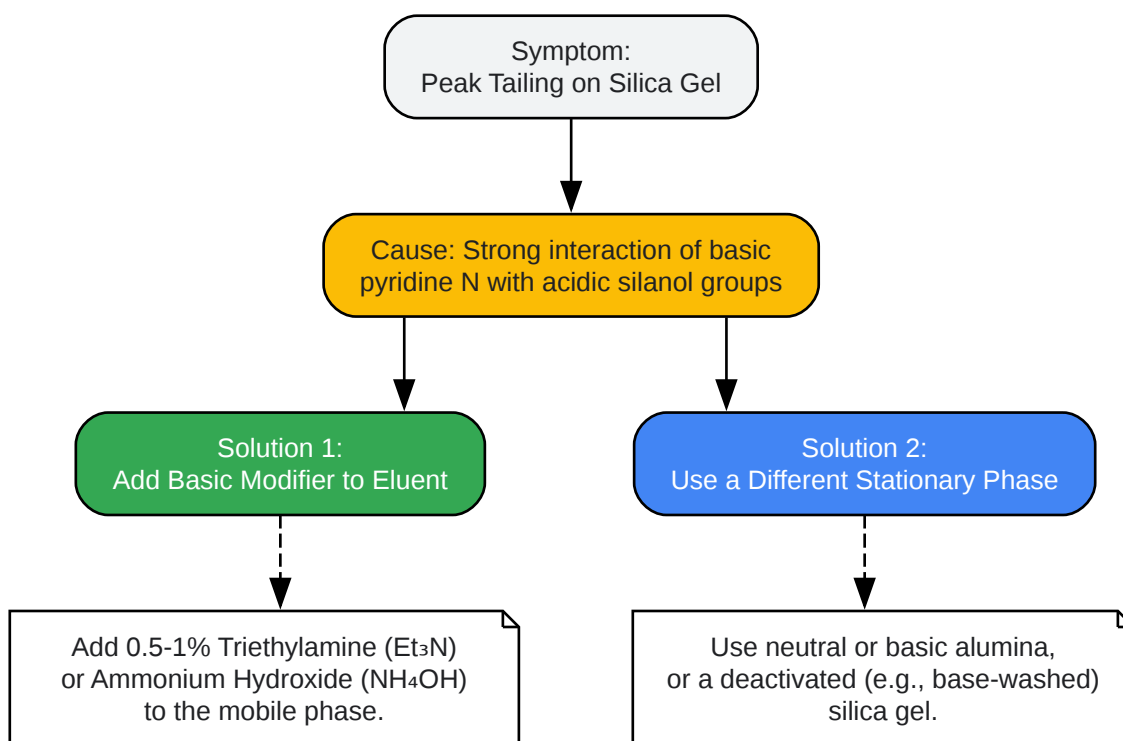 Symptom:
Peak Tailing on Silica Gel
Cause: Strong interaction of basic
pyridine N with acidic silanol groups
Solution 1:
Add Basic Modifier to Eluent
Solution 2:
Use a Different Stationary Phase
Add 0.5-1% Triethylamine (Et₃N)
or Ammonium Hydroxide (NH₄OH)
to the mobile phase.
Use neutral or basic alumina,
or a deactivated (e.g., base-washed)
silica gel.